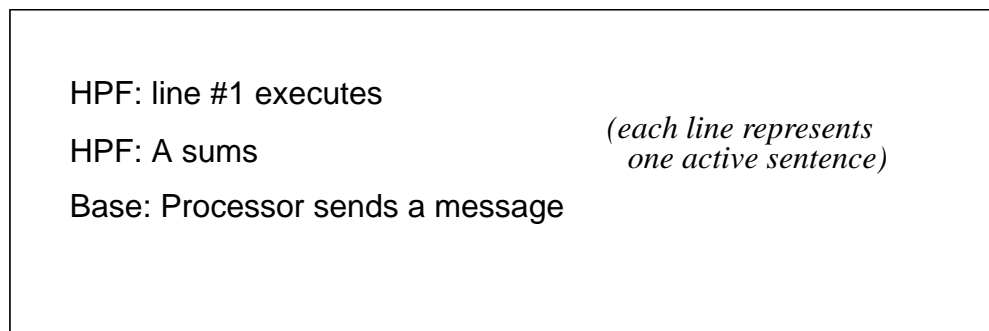 HPF: line #1 executes
HPF: A sums
(each line represents
one active sentence)
Base: Processor sends a message